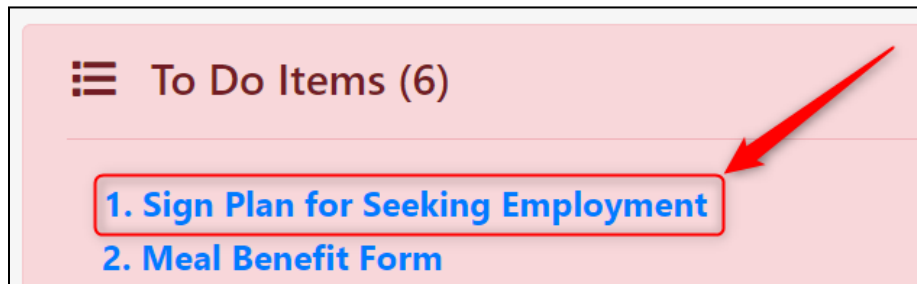 To Do Items (6)
1. Sign Plan for Seeking Employment
2. Meal Benefit Form